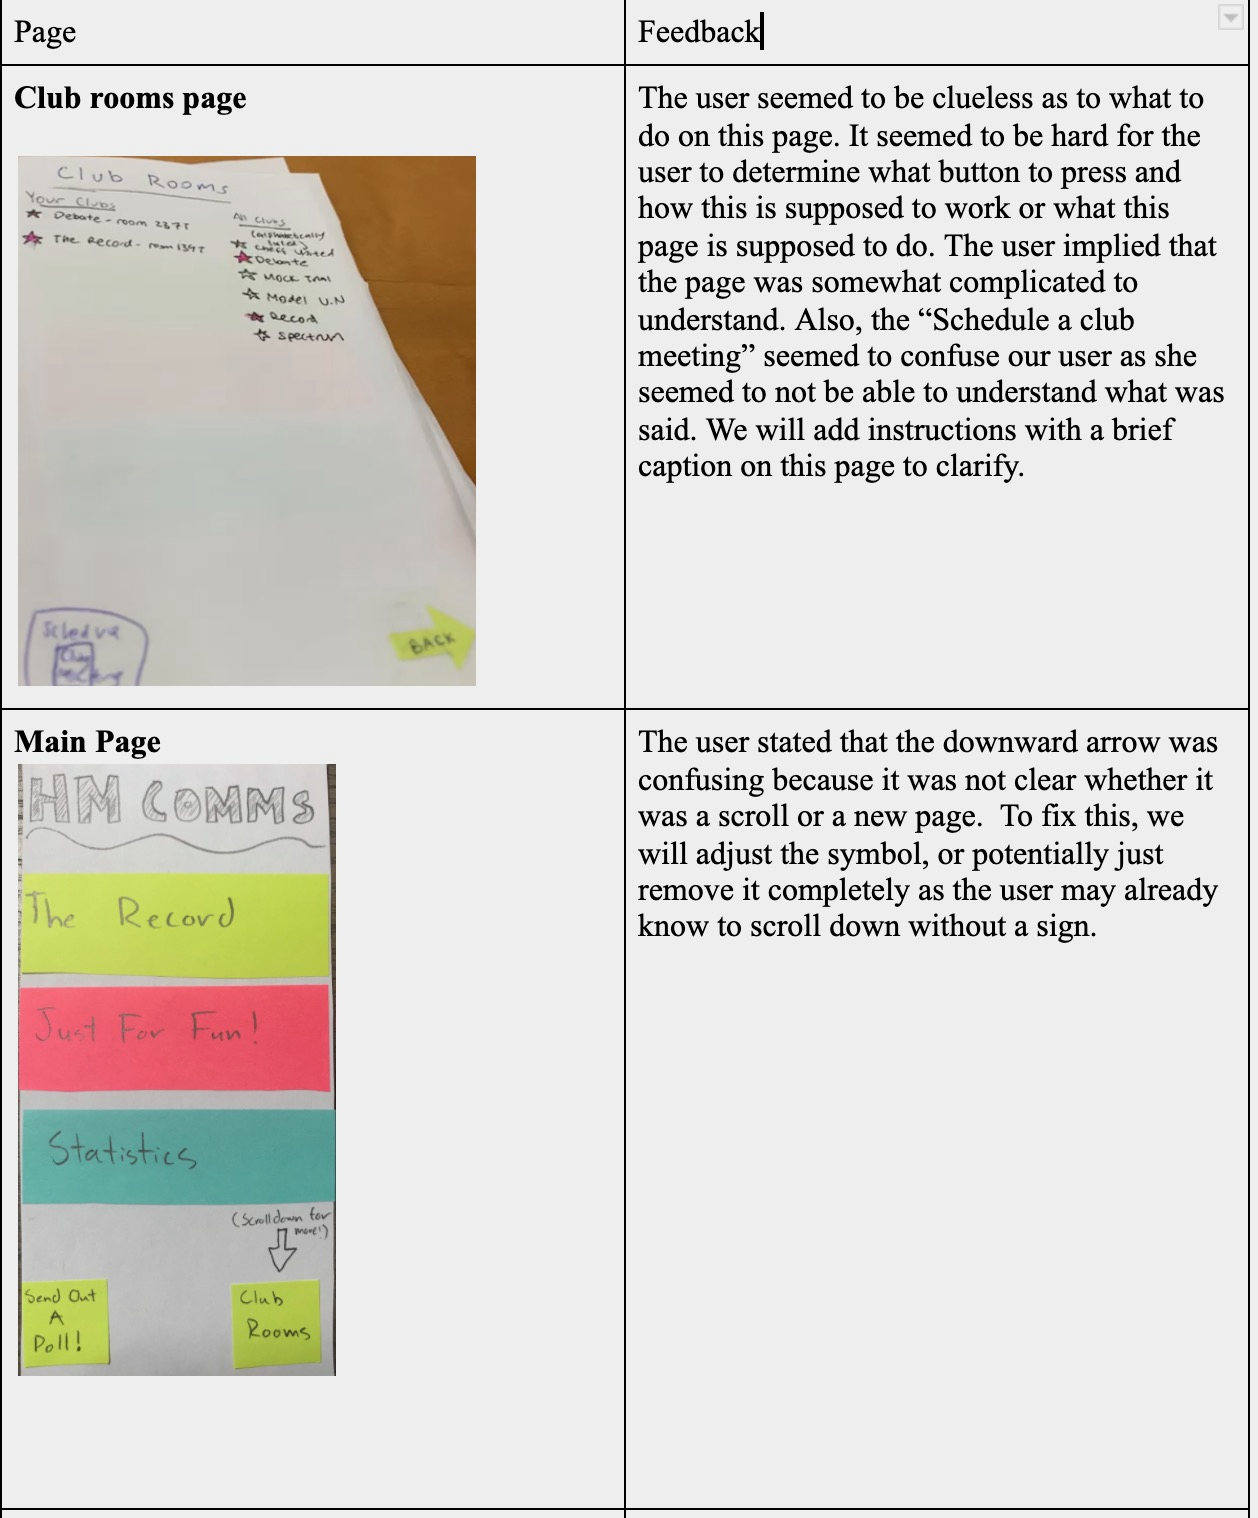 Page
Feedback
Club rooms page
Club Rooms
Your Clubs
Debate - room 237T
The Record - room 139T
All Clubs
(alphabetically
Debate
Mock Trial
Model U.N
Record
Spectrum
BACK
The user seemed to be clueless as to what to
do on this page. It seemed to be hard for the
user to determine what button to press and
how this is supposed to work or what this
page is supposed to do. The user implied that
the page was somewhat complicated to
understand. Also, the “Schedule a club
meeting” seemed to confuse our user as she
seemed to not be able to understand what was
said. We will add instructions with a brief
caption on this page to clarify.
Main Page
HM COMMS
The Record
Just For Fun!
Statistics
(Scroll down for
more!)
Send Out
A
Poll!
Club
Rooms
The user stated that the downward arrow was
confusing because it was not clear whether it
was a scroll or a new page.  To fix this, we
will adjust the symbol, or potentially just
remove it completely as the user may already
know to scroll down without a sign.